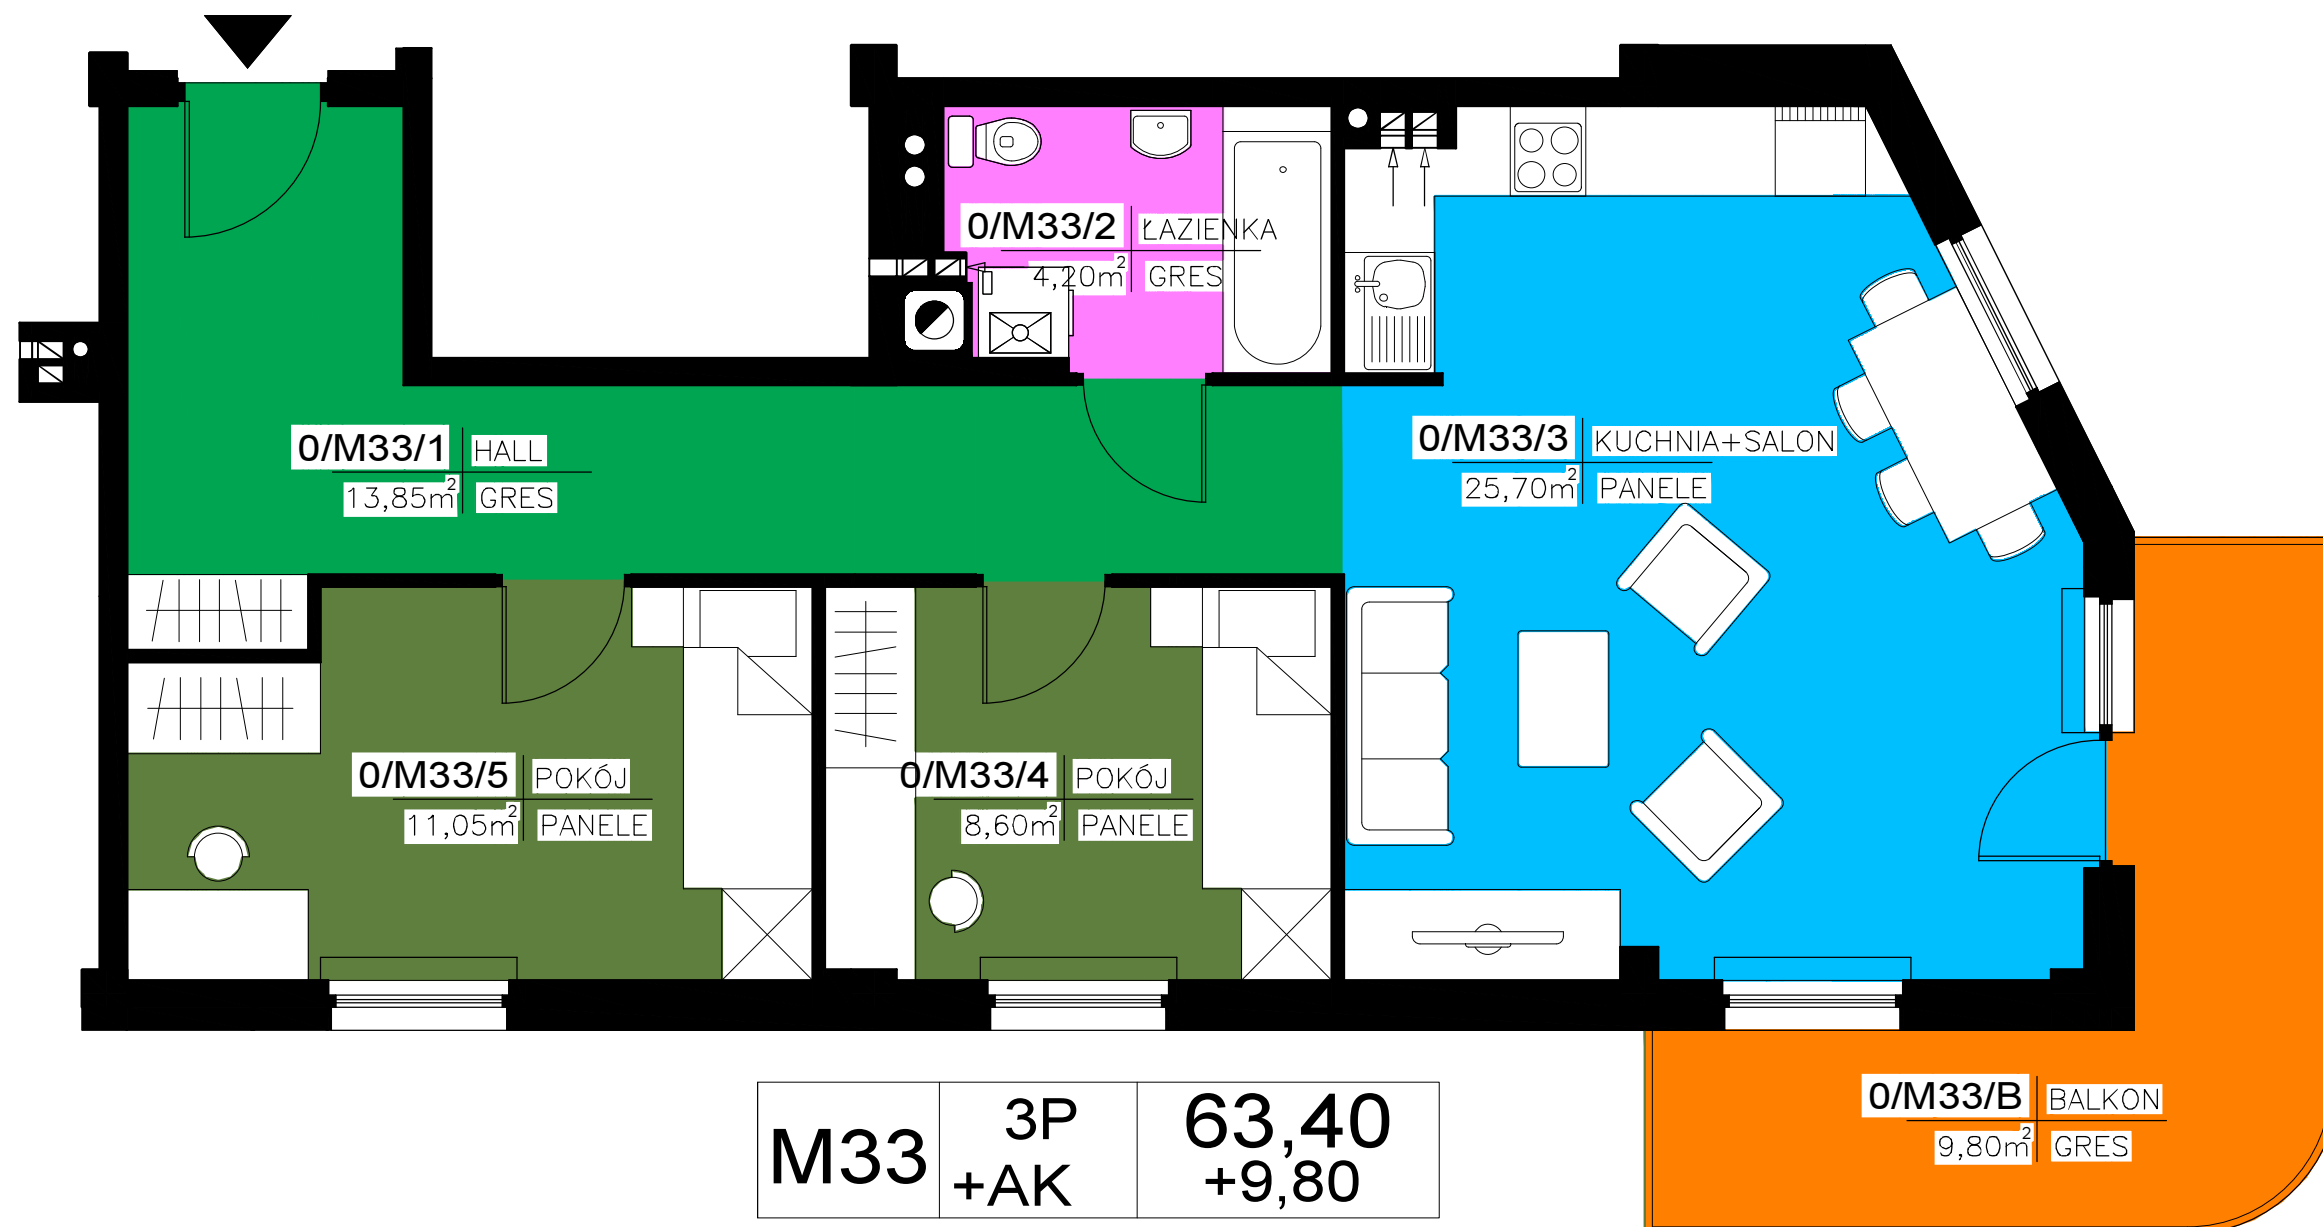 0/M33/2 ŁAZIENKA
4,20m² GRES
0/M33/1 HALL
13,85m² GRES
0/M33/3 KUCHNIA+SALON
25,70m² PANELE
0/M33/5 POKÓJ
11,05m² PANELE
0/M33/4 POKÓJ
8,60m² PANELE
0/M33/B BALKON
9,80m² GRES
M33
3P
+AK
63,40
+9,80